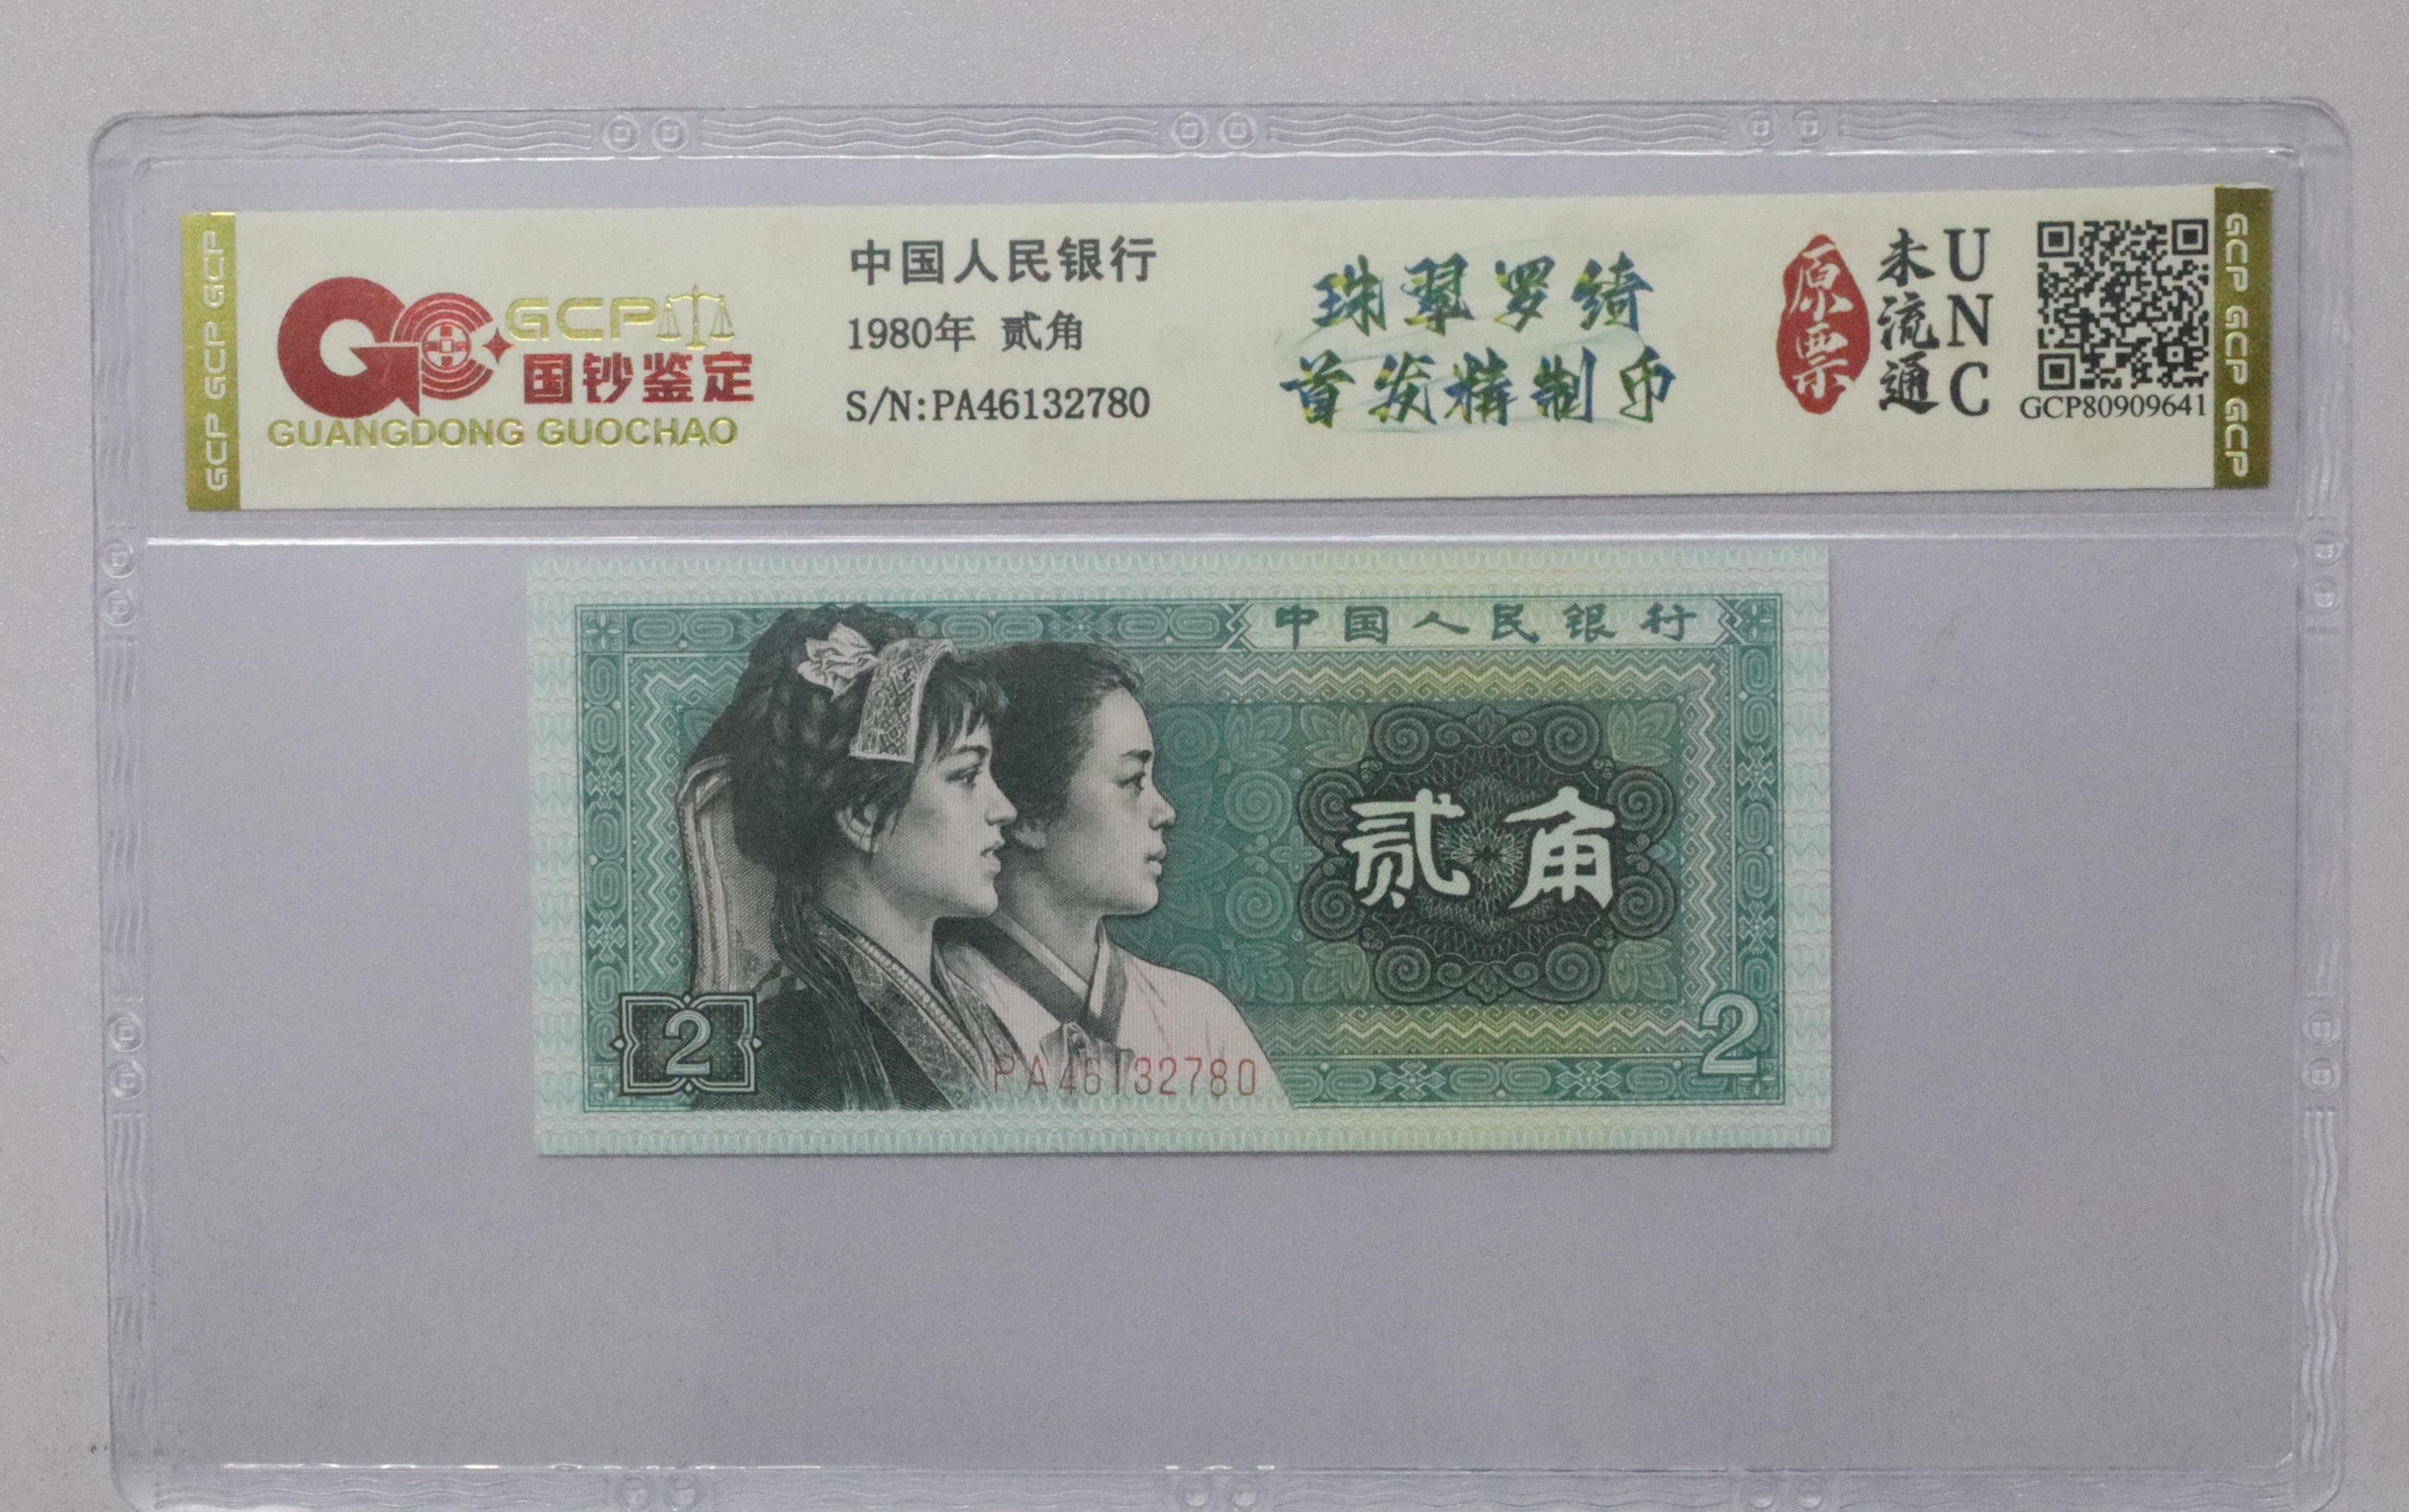 GCP GCP GCP
GCP
国钞鉴定
GUANGDONG GUOCHAO
中国人民银行
1980年 贰角
S/N:PA46132780
珠翠罗绮
首发精制币
原票
未流通
UNC
GCP80909641
GCP GCP GCP
中国人民银行
贰角
2
PA46132780
2